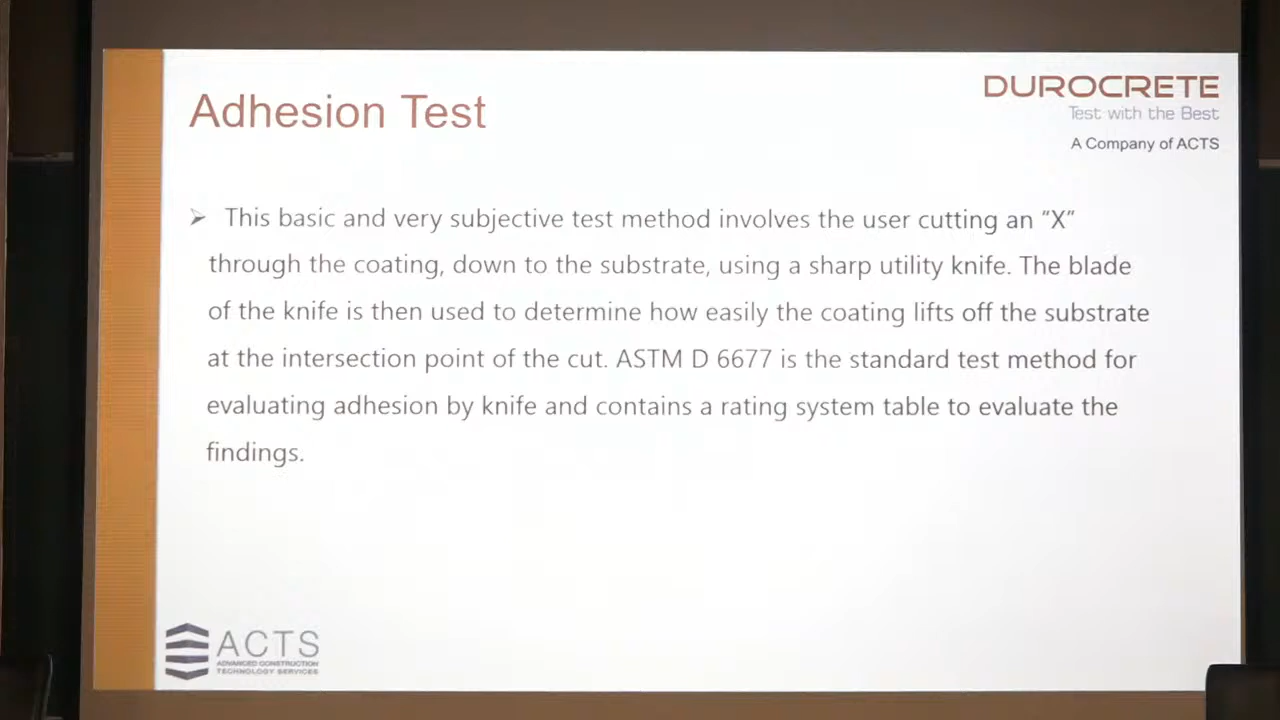 Adhesion Test
DUROCRETE
Test with the Best
A Company of ACTS
➢ This basic and very subjective test method involves the user cutting an “X”
through the coating, down to the substrate, using a sharp utility knife. The blade
of the knife is then used to determine how easily the coating lifts off the substrate
at the intersection point of the cut. ASTM D 6677 is the standard test method for
evaluating adhesion by knife and contains a rating system table to evaluate the
findings.
ACTS
ADVANCED CONSTRUCTION
TECHNOLOGY SERVICES